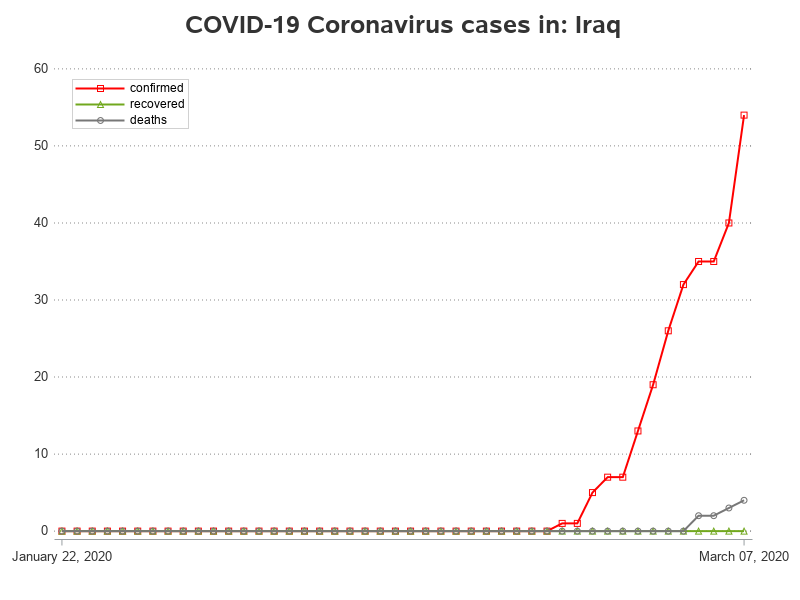 COVID-19 Coronavirus cases in: Iraq
60
confirmed
recovered
deaths
50
40
30
20
10
0
January 22, 2020
March 07, 2020